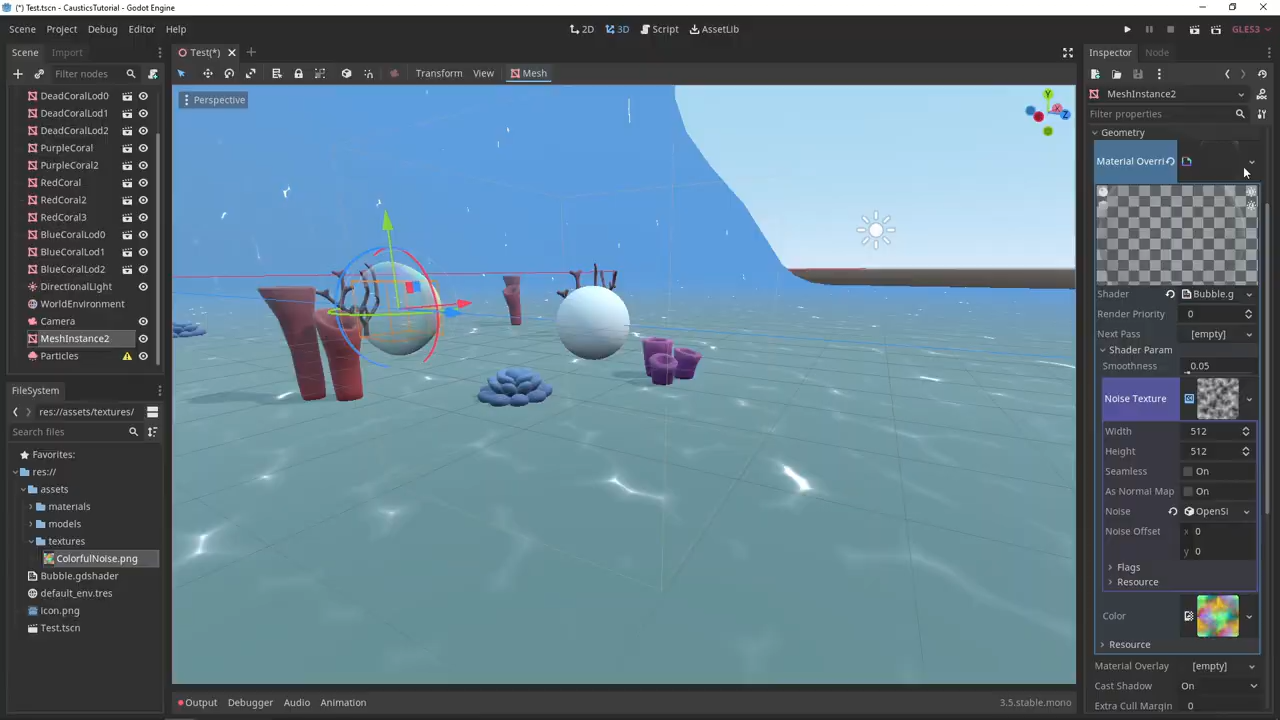 (*) Test.tscn - CausticsTutorial - Godot Engine
Scene Project Debug Editor Help
2D 3D Script AssetLib
GLES3
Scene Import
Filter nodes
DeadCoralLod0
DeadCoralLod1
DeadCoralLod2
PurpleCoral
PurpleCoral2
RedCoral
RedCoral2
RedCoral3
BlueCoralLod0
BlueCoralLod1
BlueCoralLod2
DirectionalLight
WorldEnvironment
Camera
MeshInstance2
Particles
FileSystem
res://assets/textures/
Search files
Favorites:
res://
assets
materials
models
textures
ColorfulNoise.png
Bubble.gdshader
default_env.tres
icon.png
Test.tscn
Test(*)
Transform View Mesh
Perspective
Y
X
Z
Output Debugger Audio Animation
3.5.stable.mono
Inspector Node
MeshInstance2
Filter properties
Geometry
Material Overri
Shader Bubble.g
Render Priority 0
Next Pass [empty]
Shader Param
Smoothness 0.05
Noise Texture
Width 512
Height 512
Seamless On
As Normal Map On
Noise OpenSi
Noise Offset x 0
y 0
Flags
Resource
Color
Resource
Material Overlay [empty]
Cast Shadow On
Extra Cull Margin 0